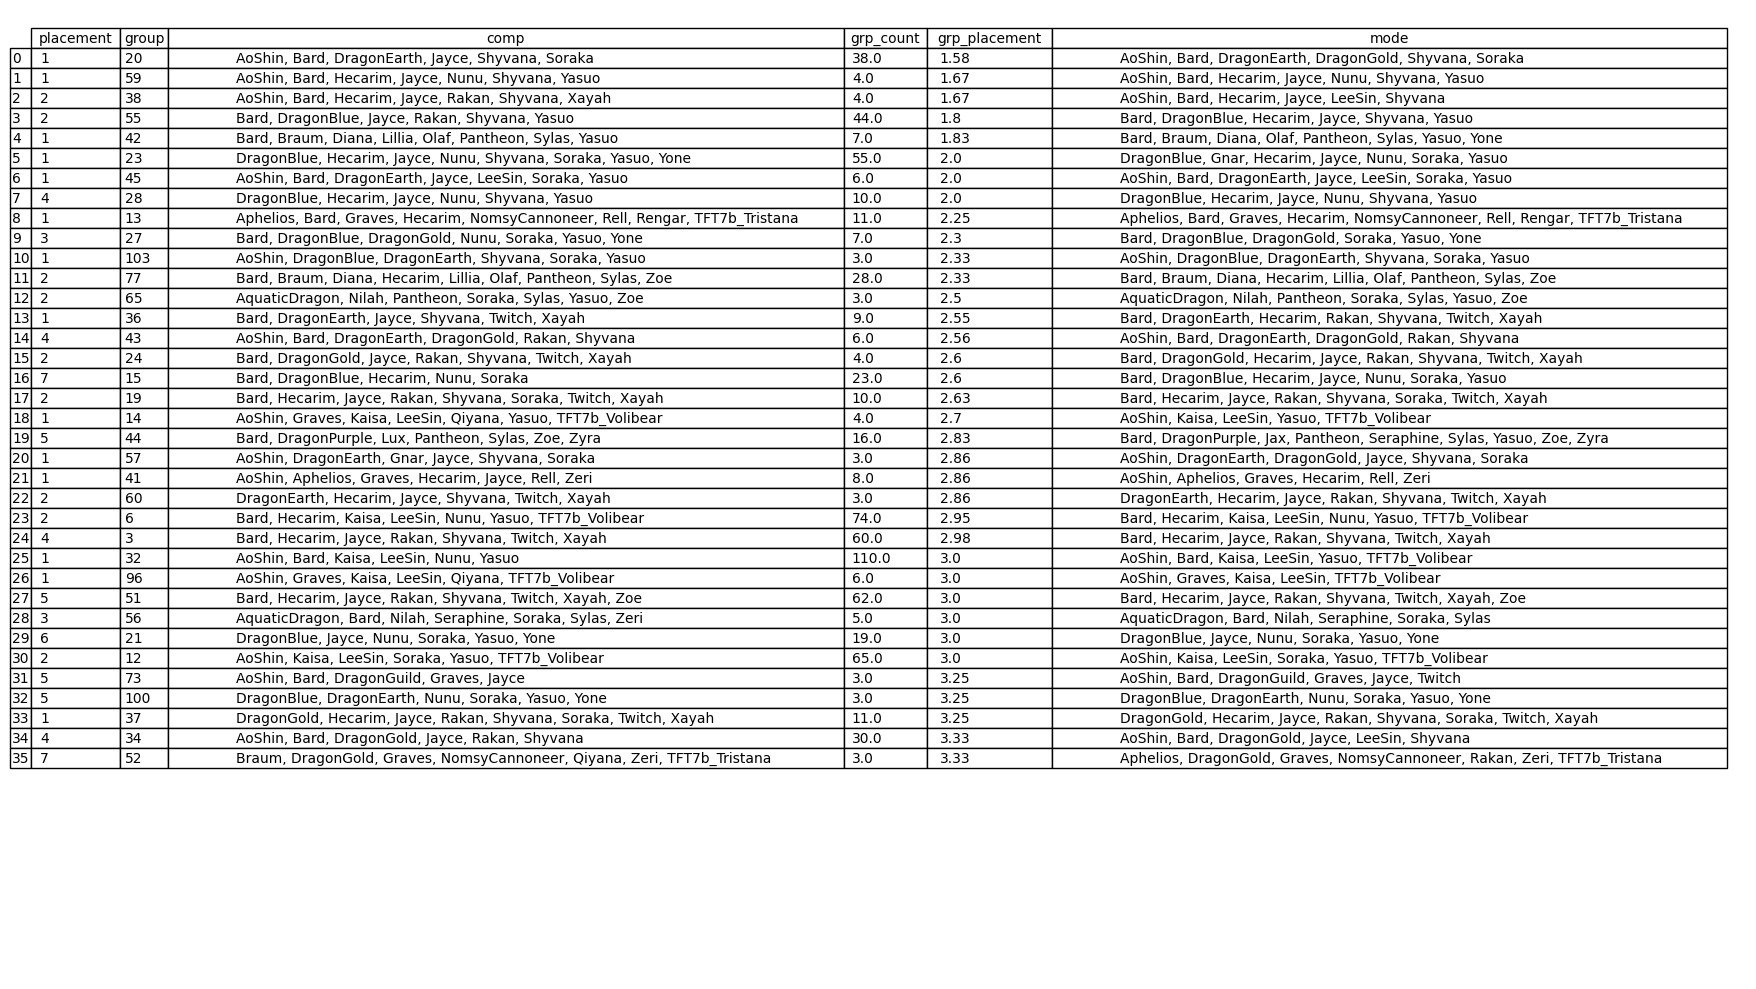 placement group comp grp_count grp_placement mode
0 1 20 AoShin, Bard, DragonEarth, Jayce, Shyvana, Soraka 38.0 1.58 AoShin, Bard, DragonEarth, DragonGold, Shyvana, Soraka
1 1 59 AoShin, Bard, Hecarim, Jayce, Nunu, Shyvana, Yasuo 4.0 1.67 AoShin, Bard, Hecarim, Jayce, Nunu, Shyvana, Yasuo
2 2 38 AoShin, Bard, Hecarim, Jayce, Rakan, Shyvana, Xayah 4.0 1.67 AoShin, Bard, Hecarim, Jayce, LeeSin, Shyvana
3 2 55 Bard, DragonBlue, Jayce, Rakan, Shyvana, Yasuo 44.0 1.8 Bard, DragonBlue, Hecarim, Jayce, Shyvana, Yasuo
4 1 42 Bard, Braum, Diana, Lillia, Olaf, Pantheon, Sylas, Yasuo 7.0 1.83 Bard, Braum, Diana, Olaf, Pantheon, Sylas, Yasuo, Yone
5 1 23 DragonBlue, Hecarim, Jayce, Nunu, Shyvana, Soraka, Yasuo, Yone 55.0 2.0 DragonBlue, Gnar, Hecarim, Jayce, Nunu, Soraka, Yasuo
6 1 45 AoShin, Bard, DragonEarth, Jayce, LeeSin, Soraka, Yasuo 6.0 2.0 AoShin, Bard, DragonEarth, Jayce, LeeSin, Soraka, Yasuo
7 4 28 DragonBlue, Hecarim, Jayce, Nunu, Shyvana, Yasuo 10.0 2.0 DragonBlue, Hecarim, Jayce, Nunu, Shyvana, Yasuo
8 1 13 Aphelios, Bard, Graves, Hecarim, NomsyCannoneer, Rell, Rengar, TFT7b_Tristana 11.0 2.25 Aphelios, Bard, Graves, Hecarim, NomsyCannoneer, Rell, Rengar, TFT7b_Tristana
9 3 27 Bard, DragonBlue, DragonGold, Nunu, Soraka, Yasuo, Yone 7.0 2.3 Bard, DragonBlue, DragonGold, Soraka, Yasuo, Yone
10 1 103 AoShin, DragonBlue, DragonEarth, Shyvana, Soraka, Yasuo 3.0 2.33 AoShin, DragonBlue, DragonEarth, Shyvana, Soraka, Yasuo
11 2 77 Bard, Braum, Diana, Hecarim, Lillia, Olaf, Pantheon, Sylas, Zoe 28.0 2.33 Bard, Braum, Diana, Hecarim, Lillia, Olaf, Pantheon, Sylas, Zoe
12 2 65 AquaticDragon, Nilah, Pantheon, Soraka, Sylas, Yasuo, Zoe 3.0 2.5 AquaticDragon, Nilah, Pantheon, Soraka, Sylas, Yasuo, Zoe
13 1 36 Bard, DragonEarth, Jayce, Shyvana, Twitch, Xayah 9.0 2.55 Bard, DragonEarth, Hecarim, Rakan, Shyvana, Twitch, Xayah
14 4 43 AoShin, Bard, DragonEarth, DragonGold, Rakan, Shyvana 6.0 2.56 AoShin, Bard, DragonEarth, DragonGold, Rakan, Shyvana
15 2 24 Bard, DragonGold, Jayce, Rakan, Shyvana, Twitch, Xayah 4.0 2.6 Bard, DragonGold, Hecarim, Jayce, Rakan, Shyvana, Twitch, Xayah
16 7 15 Bard, DragonBlue, Hecarim, Nunu, Soraka 23.0 2.6 Bard, DragonBlue, Hecarim, Jayce, Nunu, Soraka, Yasuo
17 2 19 Bard, Hecarim, Jayce, Rakan, Shyvana, Soraka, Twitch, Xayah 10.0 2.63 Bard, Hecarim, Jayce, Rakan, Shyvana, Soraka, Twitch, Xayah
18 1 14 AoShin, Graves, Kaisa, LeeSin, Qiyana, Yasuo, TFT7b_Volibear 4.0 2.7 AoShin, Kaisa, LeeSin, Yasuo, TFT7b_Volibear
19 5 44 Bard, DragonPurple, Lux, Pantheon, Sylas, Zoe, Zyra 16.0 2.83 Bard, DragonPurple, Jax, Pantheon, Seraphine, Sylas, Yasuo, Zoe, Zyra
20 1 57 AoShin, DragonEarth, Gnar, Jayce, Shyvana, Soraka 3.0 2.86 AoShin, DragonEarth, DragonGold, Jayce, Shyvana, Soraka
21 1 41 AoShin, Aphelios, Graves, Hecarim, Jayce, Rell, Zeri 8.0 2.86 AoShin, Aphelios, Graves, Hecarim, Rell, Zeri
22 2 60 DragonEarth, Hecarim, Jayce, Shyvana, Twitch, Xayah 3.0 2.86 DragonEarth, Hecarim, Jayce, Rakan, Shyvana, Twitch, Xayah
23 2 6 Bard, Hecarim, Kaisa, LeeSin, Nunu, Yasuo, TFT7b_Volibear 74.0 2.95 Bard, Hecarim, Kaisa, LeeSin, Nunu, Yasuo, TFT7b_Volibear
24 4 3 Bard, Hecarim, Jayce, Rakan, Shyvana, Twitch, Xayah 60.0 2.98 Bard, Hecarim, Jayce, Rakan, Shyvana, Twitch, Xayah
25 1 32 AoShin, Bard, Kaisa, LeeSin, Nunu, Yasuo 110.0 3.0 AoShin, Bard, Kaisa, LeeSin, Yasuo, TFT7b_Volibear
26 1 96 AoShin, Graves, Kaisa, LeeSin, Qiyana, TFT7b_Volibear 6.0 3.0 AoShin, Graves, Kaisa, LeeSin, TFT7b_Volibear
27 5 51 Bard, Hecarim, Jayce, Rakan, Shyvana, Twitch, Xayah, Zoe 62.0 3.0 Bard, Hecarim, Jayce, Rakan, Shyvana, Twitch, Xayah, Zoe
28 3 56 AquaticDragon, Bard, Nilah, Seraphine, Soraka, Sylas, Zeri 5.0 3.0 AquaticDragon, Bard, Nilah, Seraphine, Soraka, Sylas
29 6 21 DragonBlue, Jayce, Nunu, Soraka, Yasuo, Yone 19.0 3.0 DragonBlue, Jayce, Nunu, Soraka, Yasuo, Yone
30 2 12 AoShin, Kaisa, LeeSin, Soraka, Yasuo, TFT7b_Volibear 65.0 3.0 AoShin, Kaisa, LeeSin, Soraka, Yasuo, TFT7b_Volibear
31 5 73 AoShin, Bard, DragonGuild, Graves, Jayce 3.0 3.25 AoShin, Bard, DragonGuild, Graves, Jayce, Twitch
32 5 100 DragonBlue, DragonEarth, Nunu, Soraka, Yasuo, Yone 3.0 3.25 DragonBlue, DragonEarth, Nunu, Soraka, Yasuo, Yone
33 1 37 DragonGold, Hecarim, Jayce, Rakan, Shyvana, Soraka, Twitch, Xayah 11.0 3.25 DragonGold, Hecarim, Jayce, Rakan, Shyvana, Soraka, Twitch, Xayah
34 4 34 AoShin, Bard, DragonGold, Jayce, Rakan, Shyvana 30.0 3.33 AoShin, Bard, DragonGold, Jayce, LeeSin, Shyvana
35 7 52 Braum, DragonGold, Graves, NomsyCannoneer, Qiyana, Zeri, TFT7b_Tristana 3.0 3.33 Aphelios, DragonGold, Graves, NomsyCannoneer, Rakan, Zeri, TFT7b_Tristana